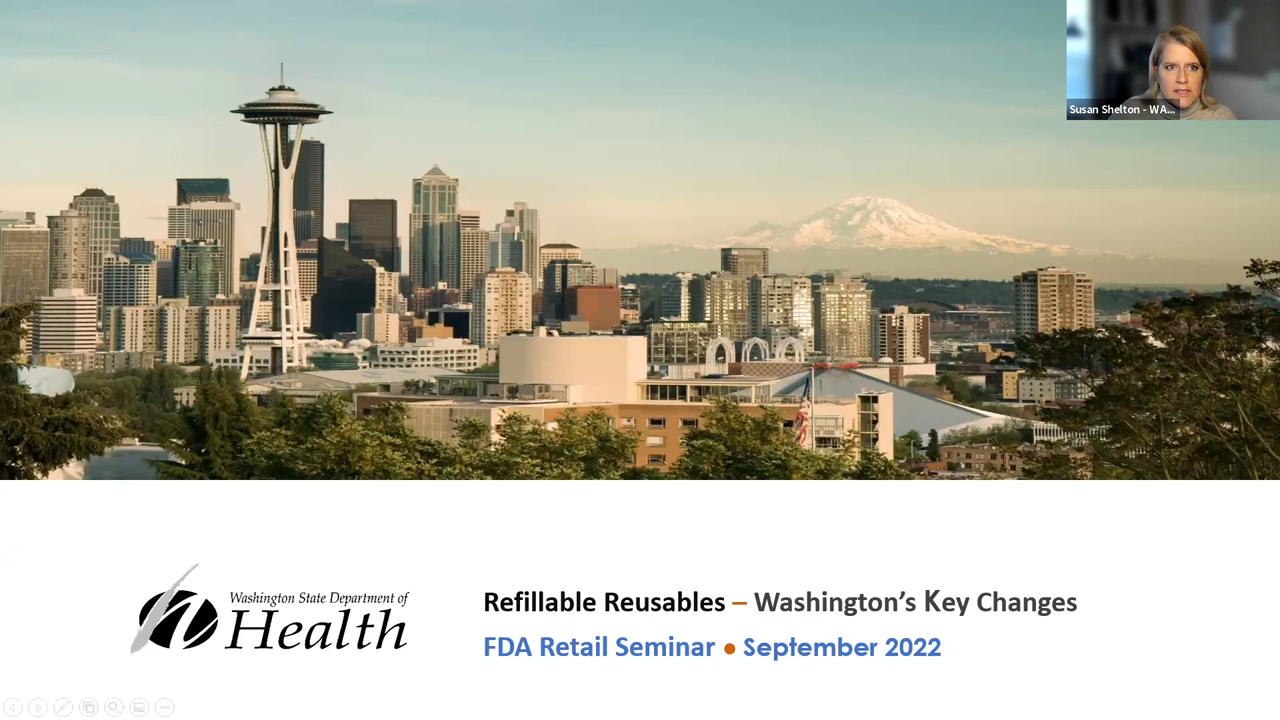 Susan Shelton - WA...
Washington State Department of
Health
Refillable Reusables – Washington’s Key Changes
FDA Retail Seminar ● September 2022